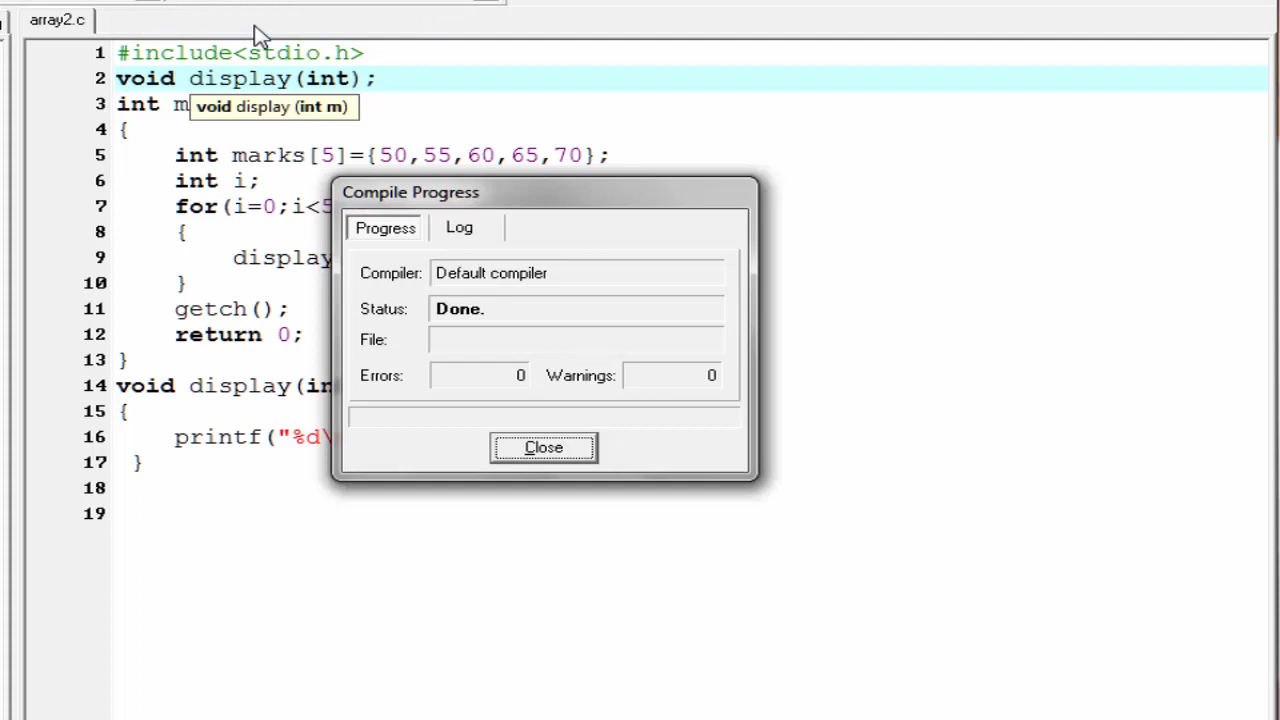 array2.c
1 #include<stdio.h>
2 void display(int);
3 int m
void display (int m)
4 {
5 int marks[5]={50,55,60,65,70};
6 int i;
7 for(i=0;i<5
8 {
9 display
10 }
11 getch();
12 return 0;
13 }
14 void display(in
15 {
16 printf("%d\
17 }
18
19
Compile Progress
Progress Log
Compiler: Default compiler
Status: Done.
File:
Errors: 0 Warnings: 0
Close